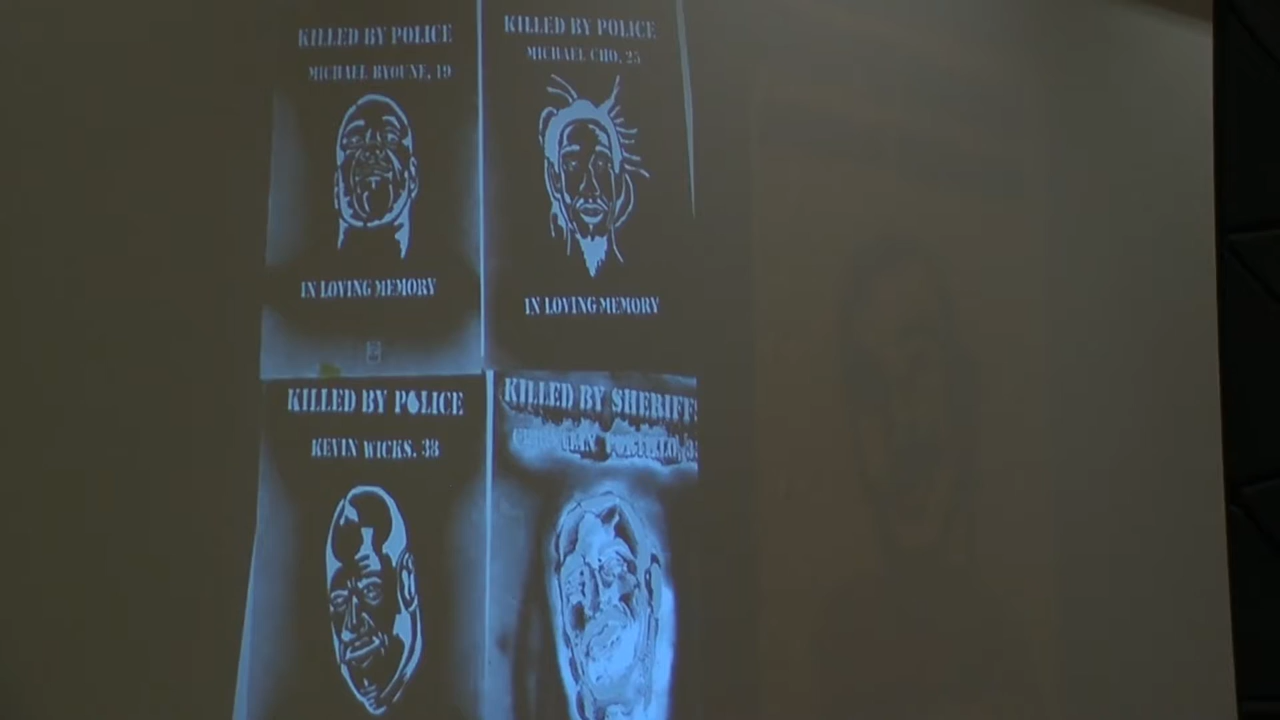 KILLED BY POLICE
MICHAEL BYOUNE, 19
IN LOVING MEMORY
KILLED BY POLICE
MICHAEL CHO, 25
IN LOVING MEMORY
KILLED BY POLICE
KEVIN WICKS, 38
KILLED BY SHERIFF